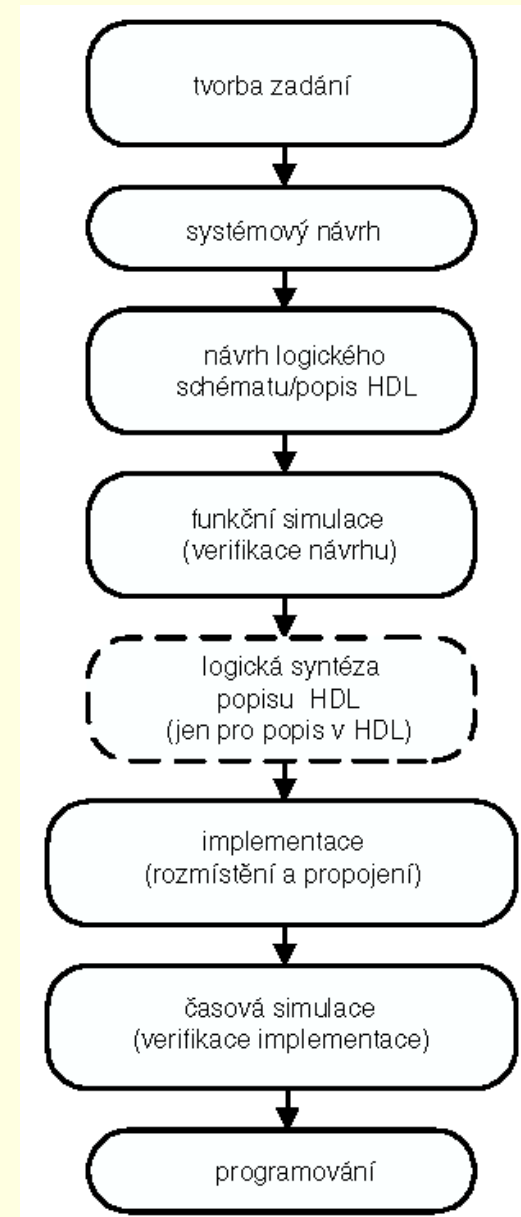 tvorba zadání
systémový návrh
návrh logického
schématu/popis HDL
funkční simulace
(verifikace návrhu)
logická syntéza
popisu HDL
(jen pro popis v HDL)
implementace
(rozmístění a propojení)
časová simulace
(verifikace implementace)
programování